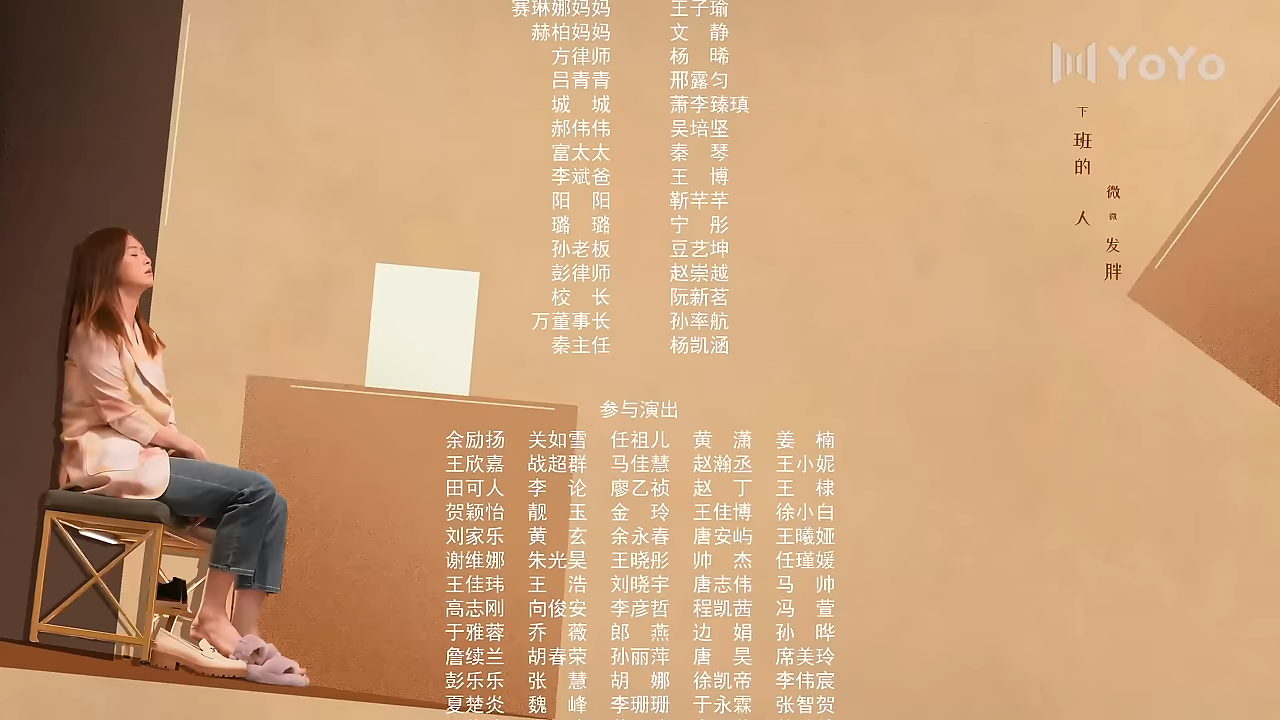 赛琳娜妈妈 王子瑜
赫柏妈妈 文 静
方律师 杨 晞
吕青青 邢露匀
城 城 萧李臻瑱
郝伟伟 吴培坚
富太太 秦 琴
李斌爸 王 博
阳 阳 靳芊芊
璐 璐 宁 彤
孙老板 豆艺坤
彭律师 赵崇越
校 长 阮新茗
万董事长 孙率航
秦主任 杨凯涵
参与演出
余励扬 关如雪 任祖儿 黄 潇 姜 楠
王欣嘉 战超群 马佳慧 赵瀚丞 王小妮
田可人 李 论 廖乙祯 赵 丁 王 棣
贺颖怡 靓 玉 金 玲 王佳博 徐小白
刘家乐 黄 玄 余永春 唐安屿 王曦娅
谢维娜 朱光昊 王晓彤 帅 杰 任瑾媛
王佳玮 王 浩 刘晓宇 唐志伟 马 帅
高志刚 向俊安 李彦哲 程凯茜 冯 萱
于雅蓉 乔 薇 郎 燕 边 娟 孙 晔
詹续兰 胡春荣 孙丽萍 唐 昊 席美玲
彭乐乐 张 慧 胡 娜 徐凯帝 李伟宸
夏楚炎 魏 峰 李珊珊 于永霖 张智贺
YoYo
下班的人
微微发胖